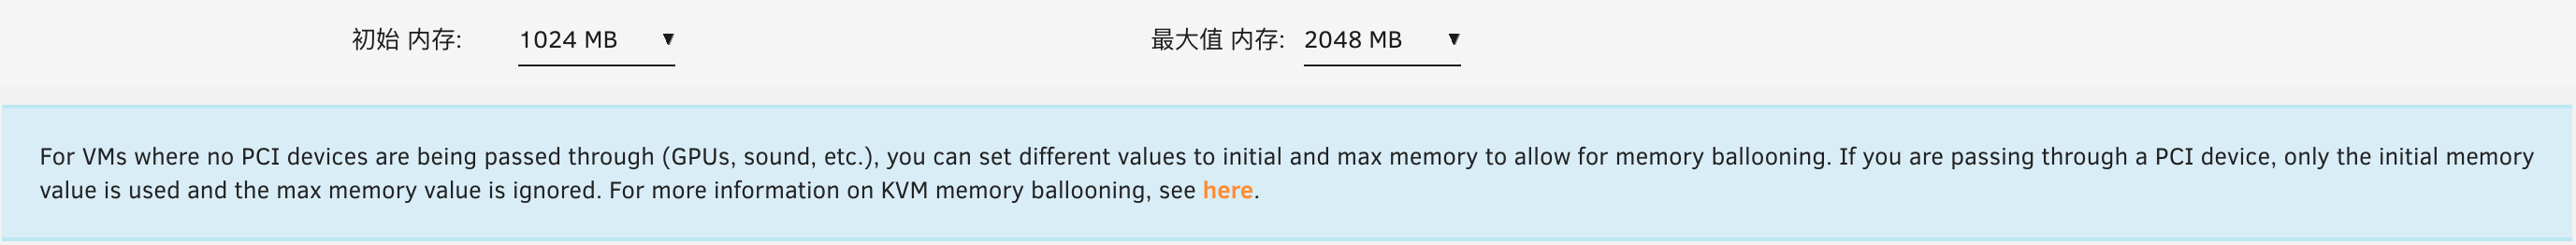 初始 内存: 1024 MB ▼ 最大值 内存: 2048 MB ▼
For VMs where no PCI devices are being passed through (GPUs, sound, etc.), you can set different values to initial and max memory to allow for memory ballooning. If you are passing through a PCI device, only the initial memory
value is used and the max memory value is ignored. For more information on KVM memory ballooning, see here.